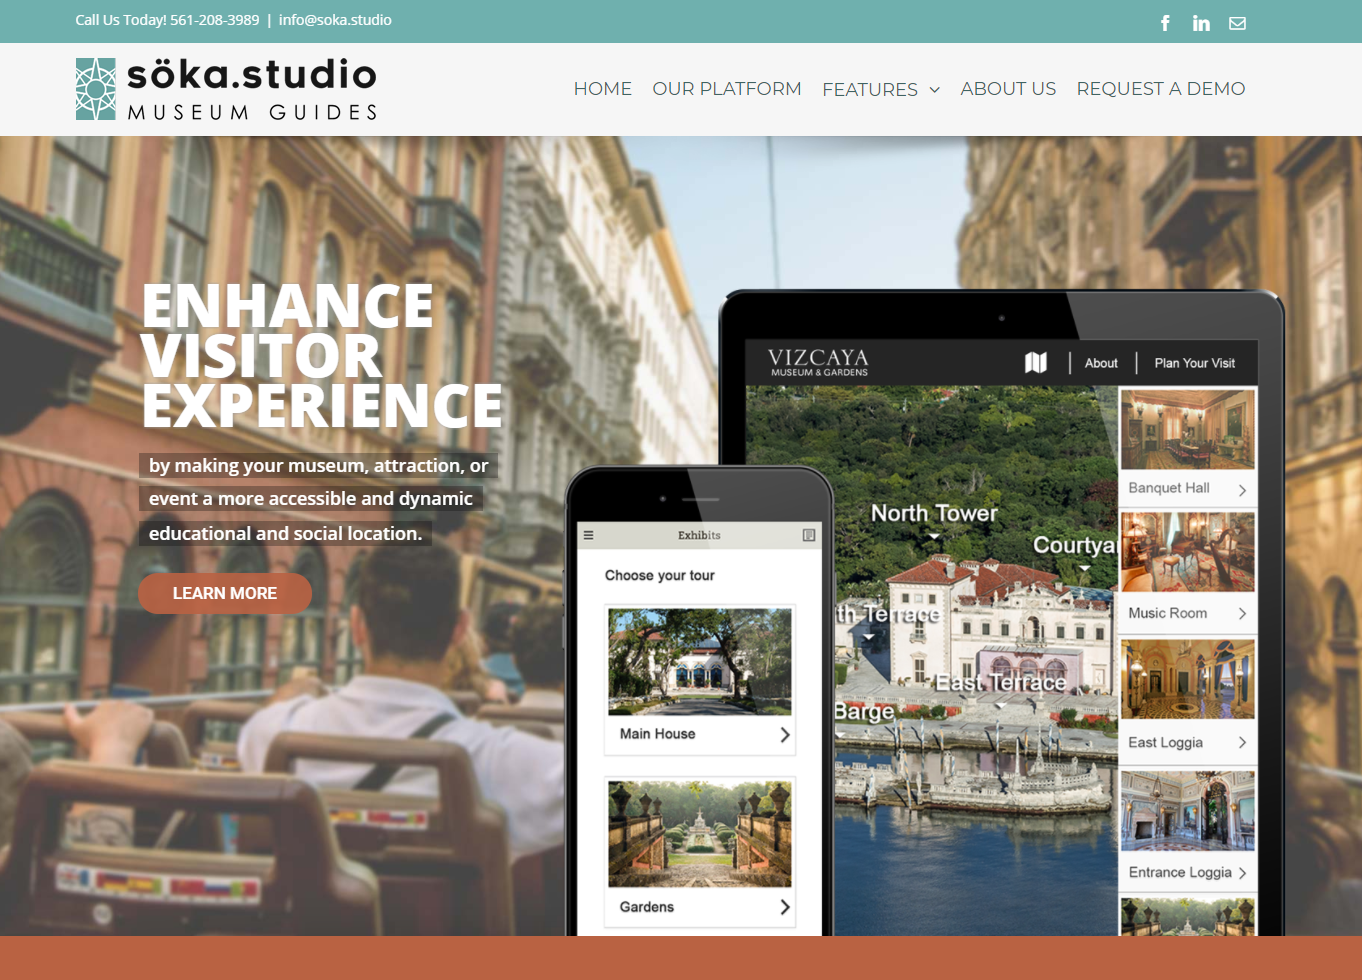 Call Us Today! 561-208-3989 | info@soka.studio
söka.studio
MUSEUM GUIDES
HOME
OUR PLATFORM
FEATURES
ABOUT US
REQUEST A DEMO
ENHANCE
VISITOR
EXPERIENCE
by making your museum, attraction, or
event a more accessible and dynamic
educational and social location.
LEARN MORE
Exhibits
Choose your tour
Main House
Gardens
VIZCAYA
MUSEUM & GARDENS
About
Plan Your Visit
North Tower
Courtyar
th Terrace
East Terrace
Barge
Banquet Hall
Music Room
East Loggia
Entrance Loggia